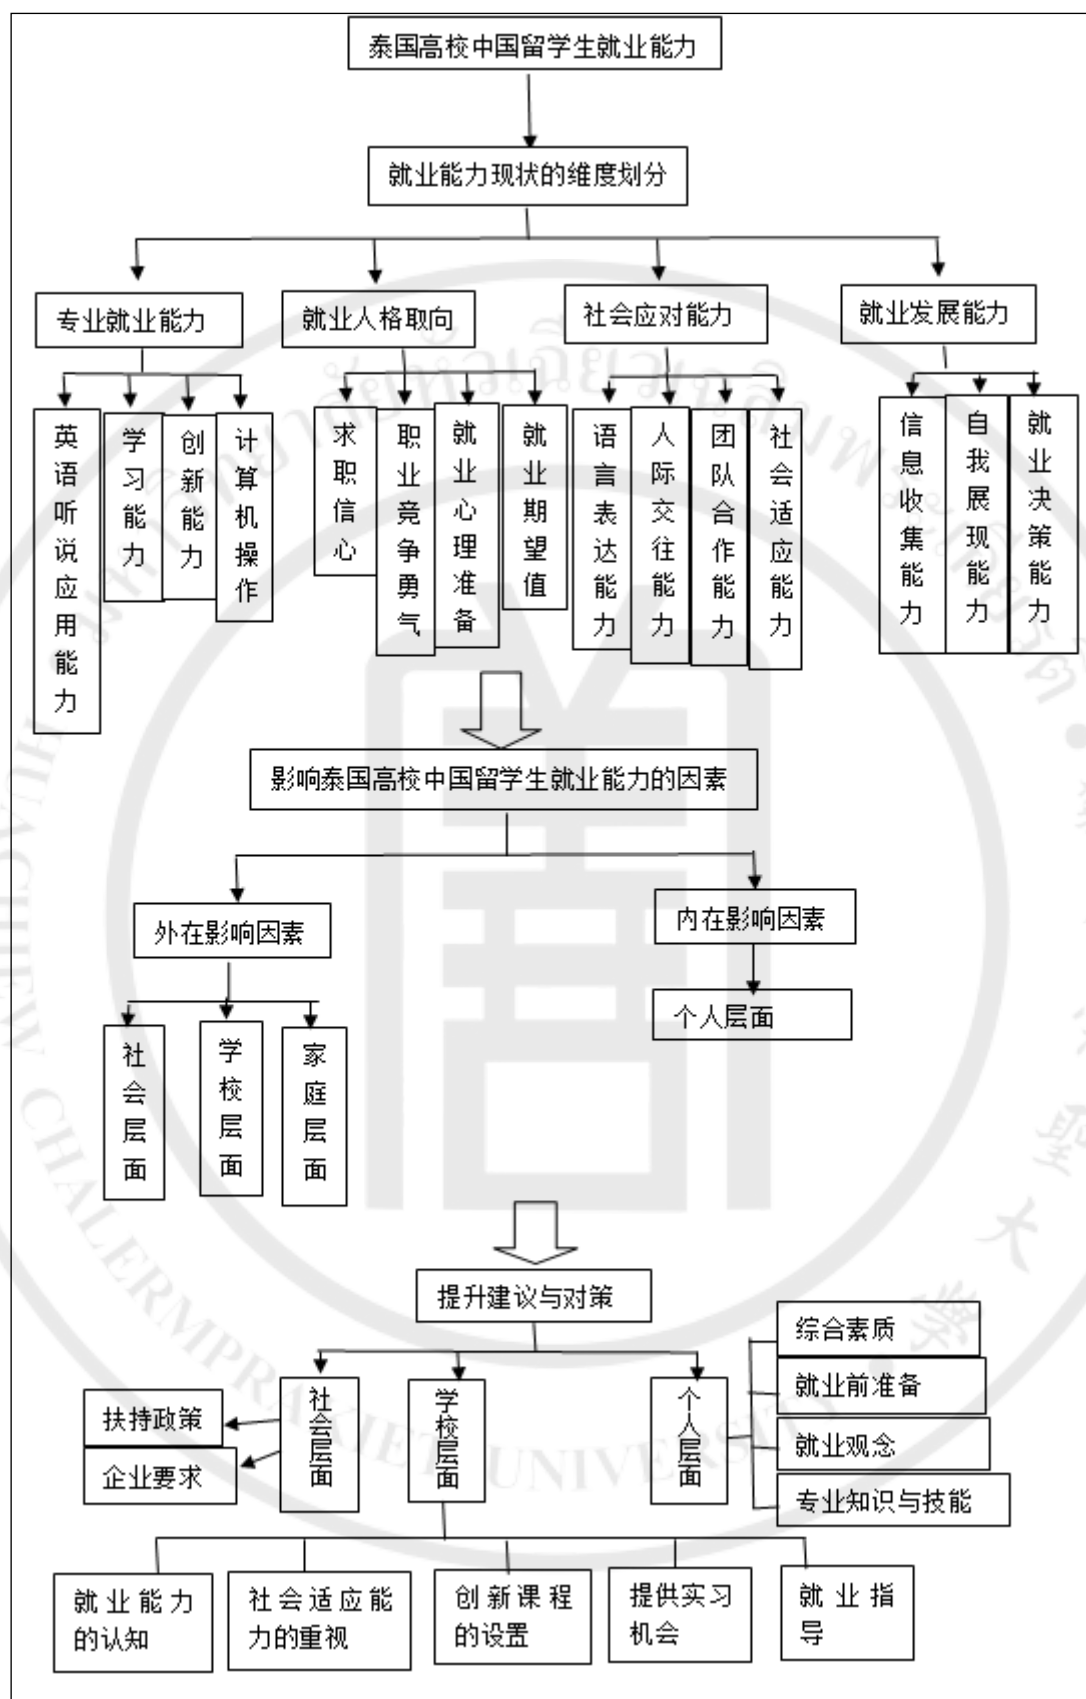 泰国高校中国留学生就业能力
就业能力现状的维度划分
专业就业能力
就业人格取向
社会应对能力
就业发展能力
英语听说应用能力
学习能力
创新能力
计算机操作
求职信心
职业竞争勇气
就业心理准备
就业期望值
语言表达能力
人际交往能力
团队合作能力
社会适应能力
信息收集能力
自我展现能力
就业决策能力
影响泰国高校中国留学生就业能力的因素
外在影响因素
内在影响因素
社会层面
学校层面
家庭层面
个人层面
提升建议与对策
社会层面
学校层面
个人层面
扶持政策
企业要求
综合素质
就业前准备
就业观念
专业知识与技能
就业能力
的认知
社会适应能
力的重视
创新课程
的设置
提供实习
机会
就业指
导
HUACHIEW CHALERMPRAKIET UNIVERSITY